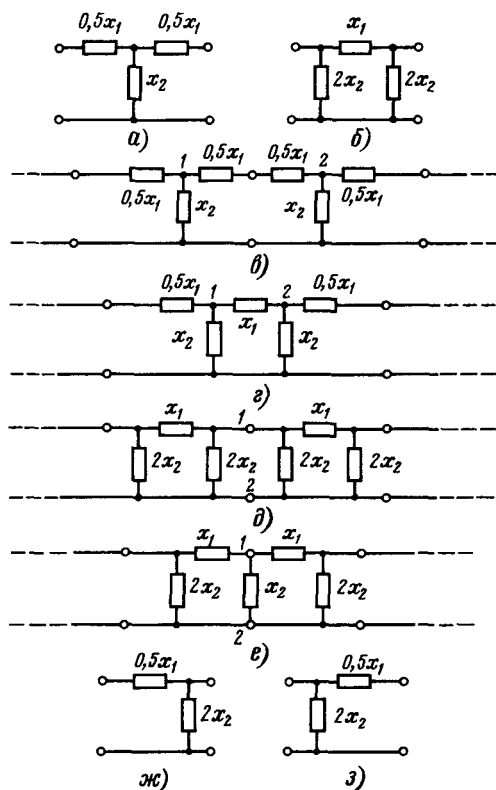 0,5x₁ 0,5x₁ x₁
x₂ 2x₂ 2x₂
а) б)
1 0,5x₁ 0,5x₁ 2
0,5x₁ x₂ x₂ 0,5x₁
в)
0,5x₁ 1 x₁ 2 0,5x₁
x₂ x₂
г)
x₁ 1 x₁
2x₂ 2x₂ 2x₂ 2x₂
2
д)
x₁ 1 x₁
2x₂ x₂ 2x₂
2
е)
0,5x₁ 0,5x₁
2x₂ 2x₂
ж) з)